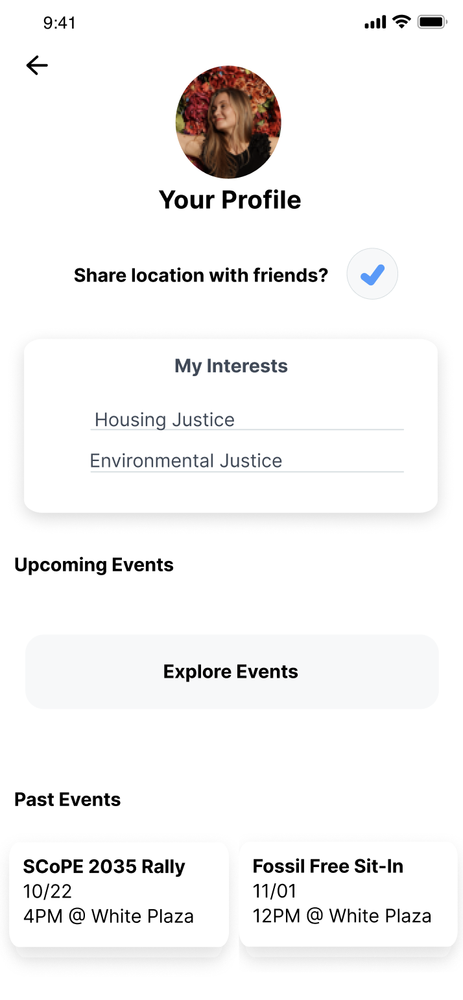 9:41
Your Profile
Share location with friends?
My Interests
Housing Justice
Environmental Justice
Upcoming Events
Explore Events
Past Events
SCoPE 2035 Rally
10/22
4PM @ White Plaza
Fossil Free Sit-In
11/01
12PM @ White Plaza